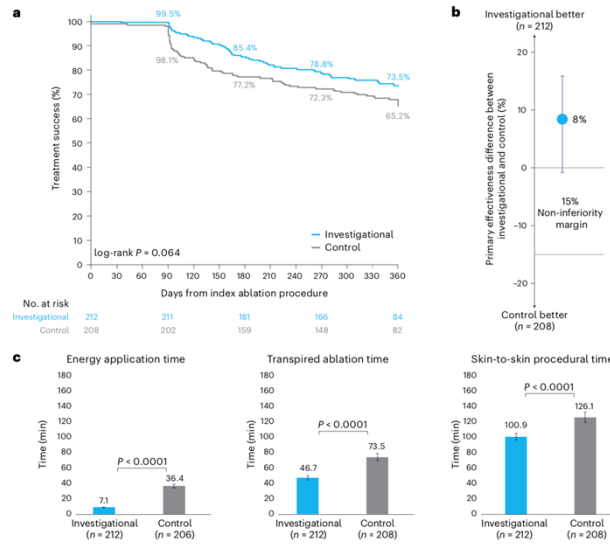 a
Treatment success (%)
100
90
80
70
60
50
40
30
20
10
0
99.5%
98.1%
85.4%
77.2%
78.8%
72.3%
73.5%
65.2%
Investigational
Control
log-rank P = 0.064
0 30 60 90 120 150 180 210 240 270 300 330 360
Days from index ablation procedure
No. at risk
Investigational 212 211 181 166 84
Control 208 202 159 148 82
b
Investigational better
(n = 212)
Primary effectiveness difference between
investigational and control (%)
20
10
0
−10
−20
8%
15%
Non-inferiority
margin
Control better
(n = 208)
c
Energy application time
Time (min)
180
160
140
120
100
80
60
40
20
0
P < 0.0001
7.1
36.4
Investigational Control
(n = 212) (n = 206)
Transpired ablation time
Time (min)
180
160
140
120
100
80
60
40
20
0
P < 0.0001
46.7
73.5
Investigational Control
(n = 212) (n = 208)
Skin-to-skin procedural time
Time (min)
180
160
140
120
100
80
60
40
20
0
P < 0.0001
100.9
126.1
Investigational Control
(n = 212) (n = 208)